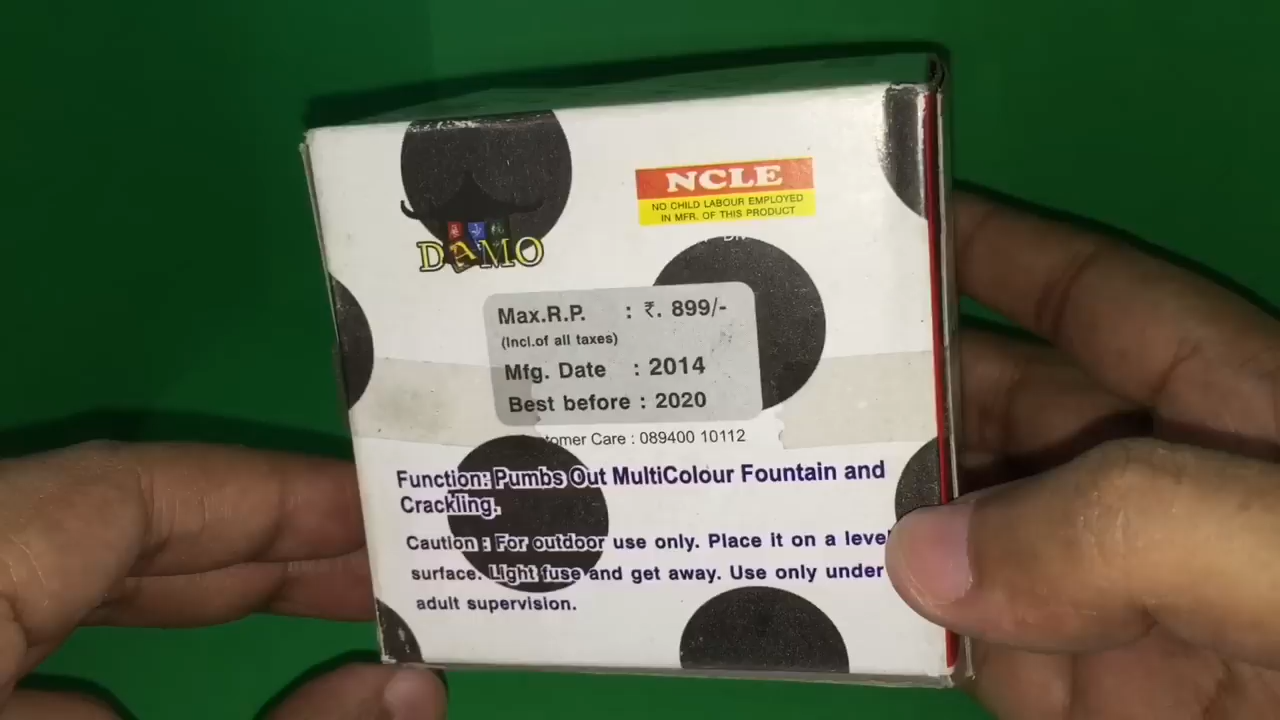 NCLE
NO CHILD LABOUR EMPLOYED
IN MFR. OF THIS PRODUCT
DAMO
Max.R.P. : ₹. 899/-
(Incl.of all taxes)
Mfg. Date : 2014
Best before : 2020
Care : 089400 10112
Function: Pumbs Out MultiColour Fountain and
Crackling.
Caution : For outdoor use only. Place it on a level
surface. Light fuse and get away. Use only under
adult supervision.